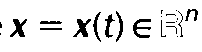 e x = x(t) ∈ ℝⁿ